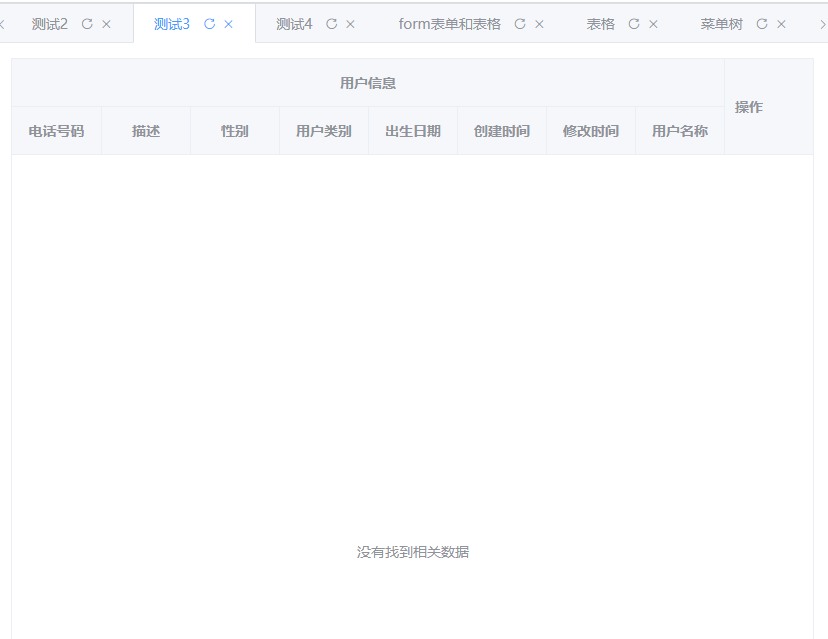 测试2 测试3 测试4 form表单和表格 表格 菜单树
用户信息
操作
电话号码 描述 性别 用户类别 出生日期 创建时间 修改时间 用户名称
没有找到相关数据